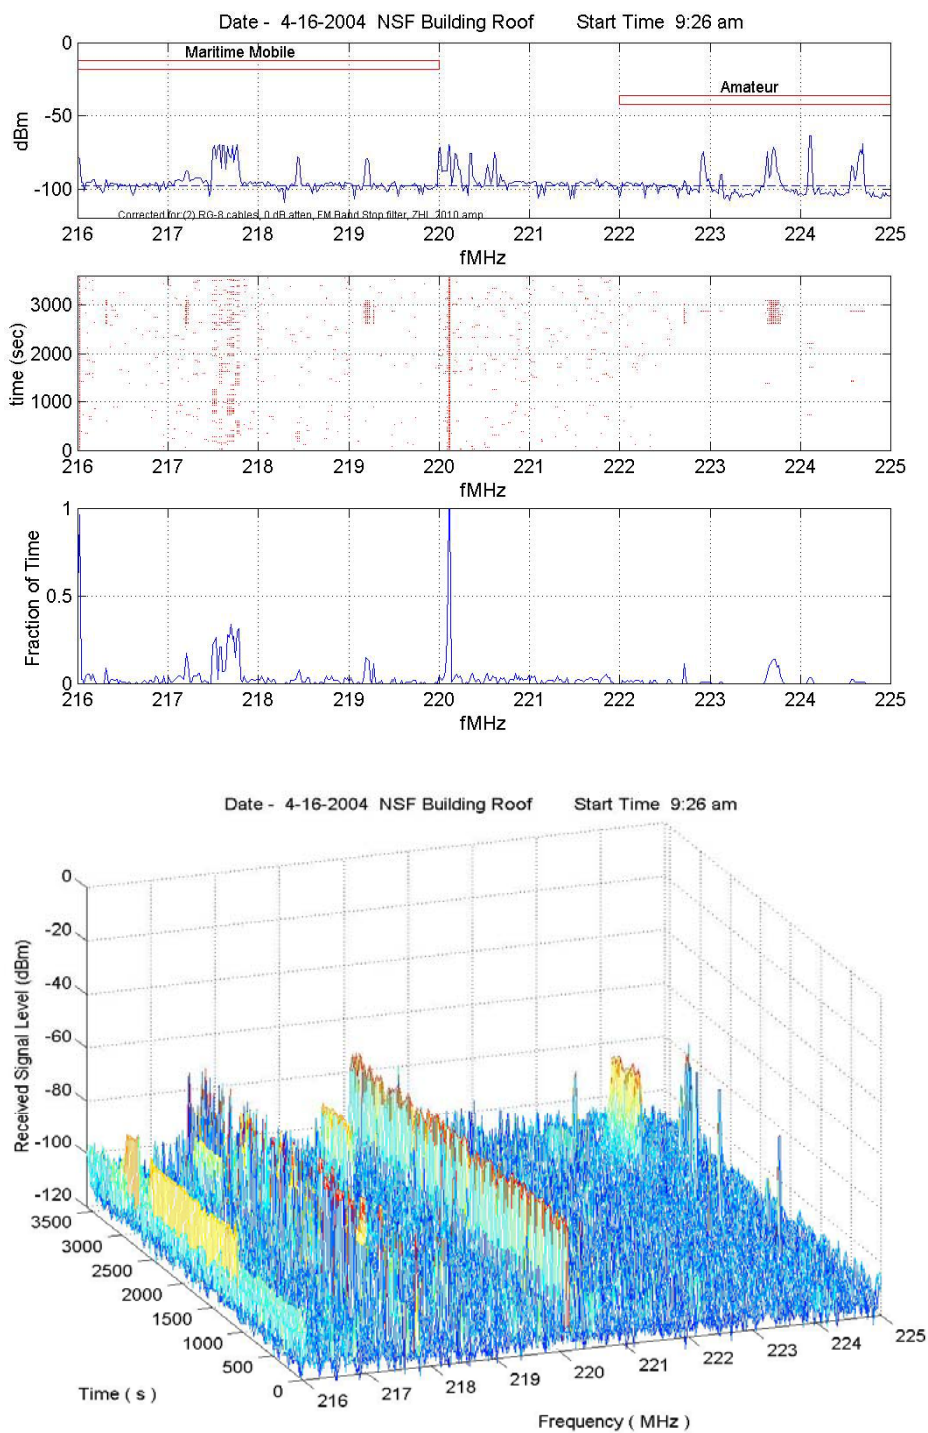 Date - 4-16-2004 NSF Building Roof Start Time 9:26 am
0
Maritime Mobile
Amateur
-50
dBm
-100
Corrected for (2) RG-8 cables, 0 dB atten, FM Band Stop filter, ZHL 2010 amp
216 217 218 219 220 221 222 223 224 225
fMHz
3000
2000
1000
0
time (sec)
216 217 218 219 220 221 222 223 224 225
fMHz
1
0.5
0
Fraction of Time
216 217 218 219 220 221 222 223 224 225
fMHz
Date - 4-16-2004 NSF Building Roof Start Time 9:26 am
0
-20
-40
-60
-80
-100
-120
Received Signal Level (dBm)
3500
3000
2500
2000
1500
1000
500
0
Time ( s )
216 217 218 219 220 221 222 223 224 225
Frequency ( MHz )